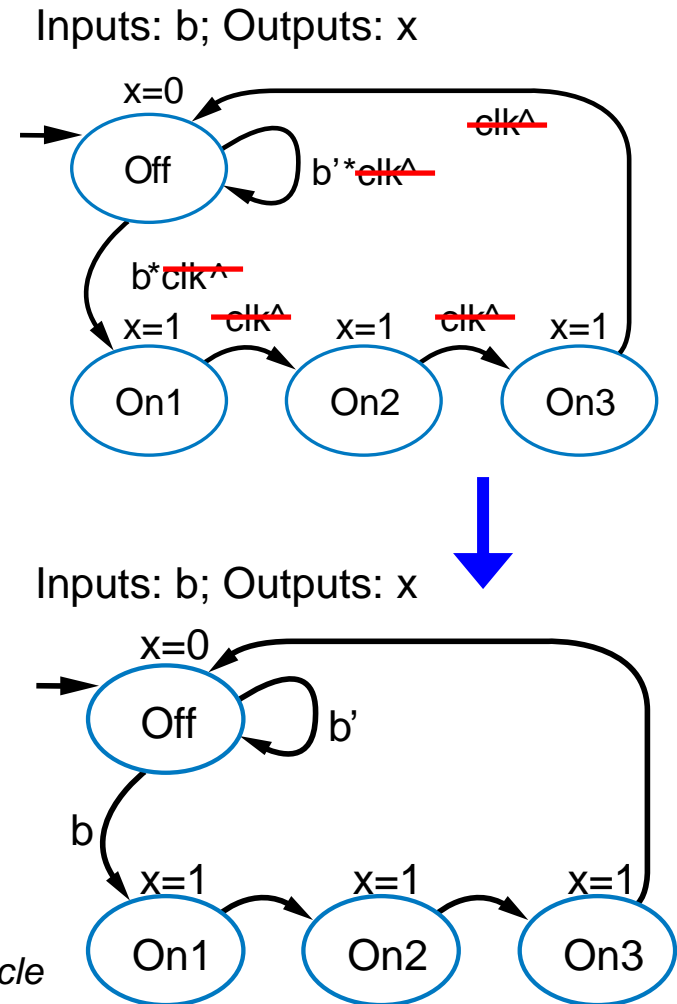 Inputs: b; Outputs: x
x=0
clk^
Off
b’*clk^
b*clk^
x=1
clk^
x=1
clk^
x=1
On1
On2
On3
Inputs: b; Outputs: x
x=0
Off
b’
b
x=1
x=1
x=1
On1
On2
On3
cle